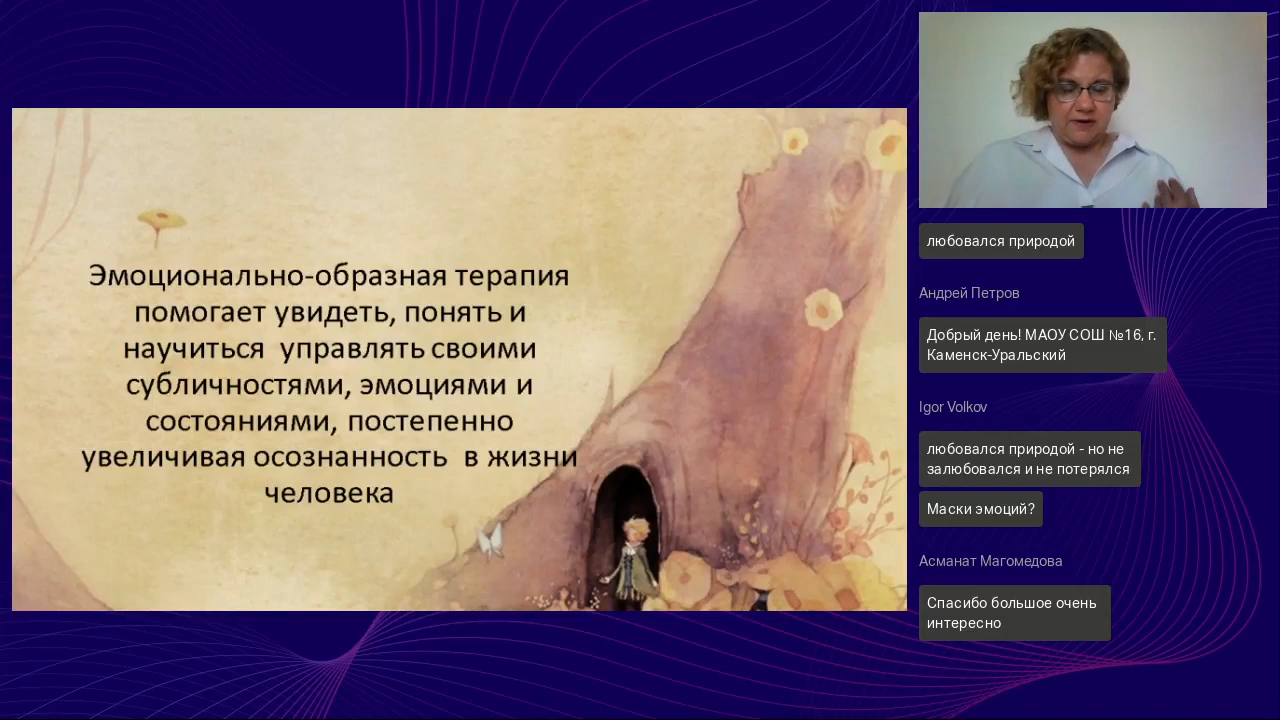 Эмоционально-образная терапия
помогает увидеть, понять и
научиться  управлять своими
субличностями, эмоциями и
состояниями, постепенно
увеличивая осознанность  в жизни
человека
любовался природой
Андрей Петров
Добрый день! МАОУ СОШ №16, г.
Каменск-Уральский
Igor Volkov
любовался природой - но не
залюбовался и не потерялся
Маски эмоций?
Асманат Магомедова
Спасибо большое очень
интересно